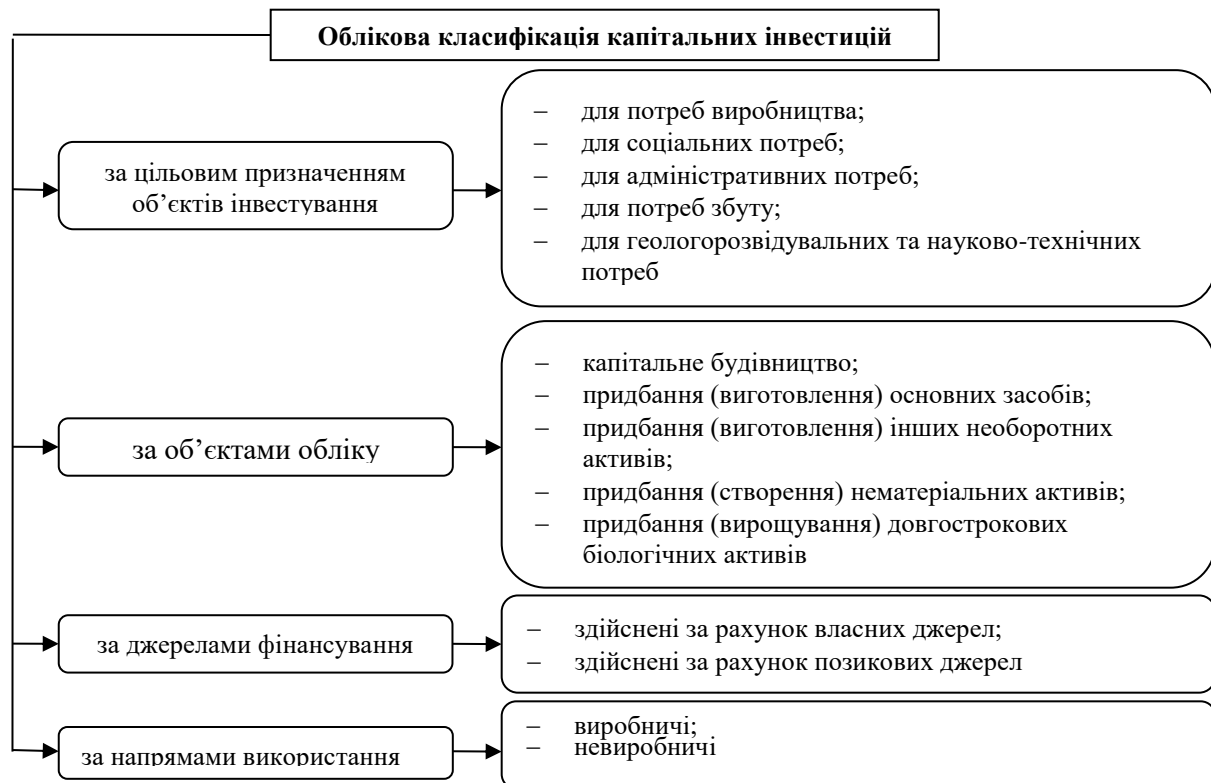 Облікова класифікація капітальних інвестицій
за цільовим призначенням
об’єктів інвестування
– для потреб виробництва;
– для соціальних потреб;
– для адміністративних потреб;
– для потреб збуту;
– для геологорозвідувальних та науково-технічних
потреб
за об’єктами обліку
– капітальне будівництво;
– придбання (виготовлення) основних засобів;
– придбання (виготовлення) інших необоротних
активів;
– придбання (створення) нематеріальних активів;
– придбання (вирощування) довгострокових
біологічних активів
за джерелами фінансування
– здійснені за рахунок власних джерел;
– здійснені за рахунок позикових джерел
за напрямами використання
– виробничі;
– невиробничі